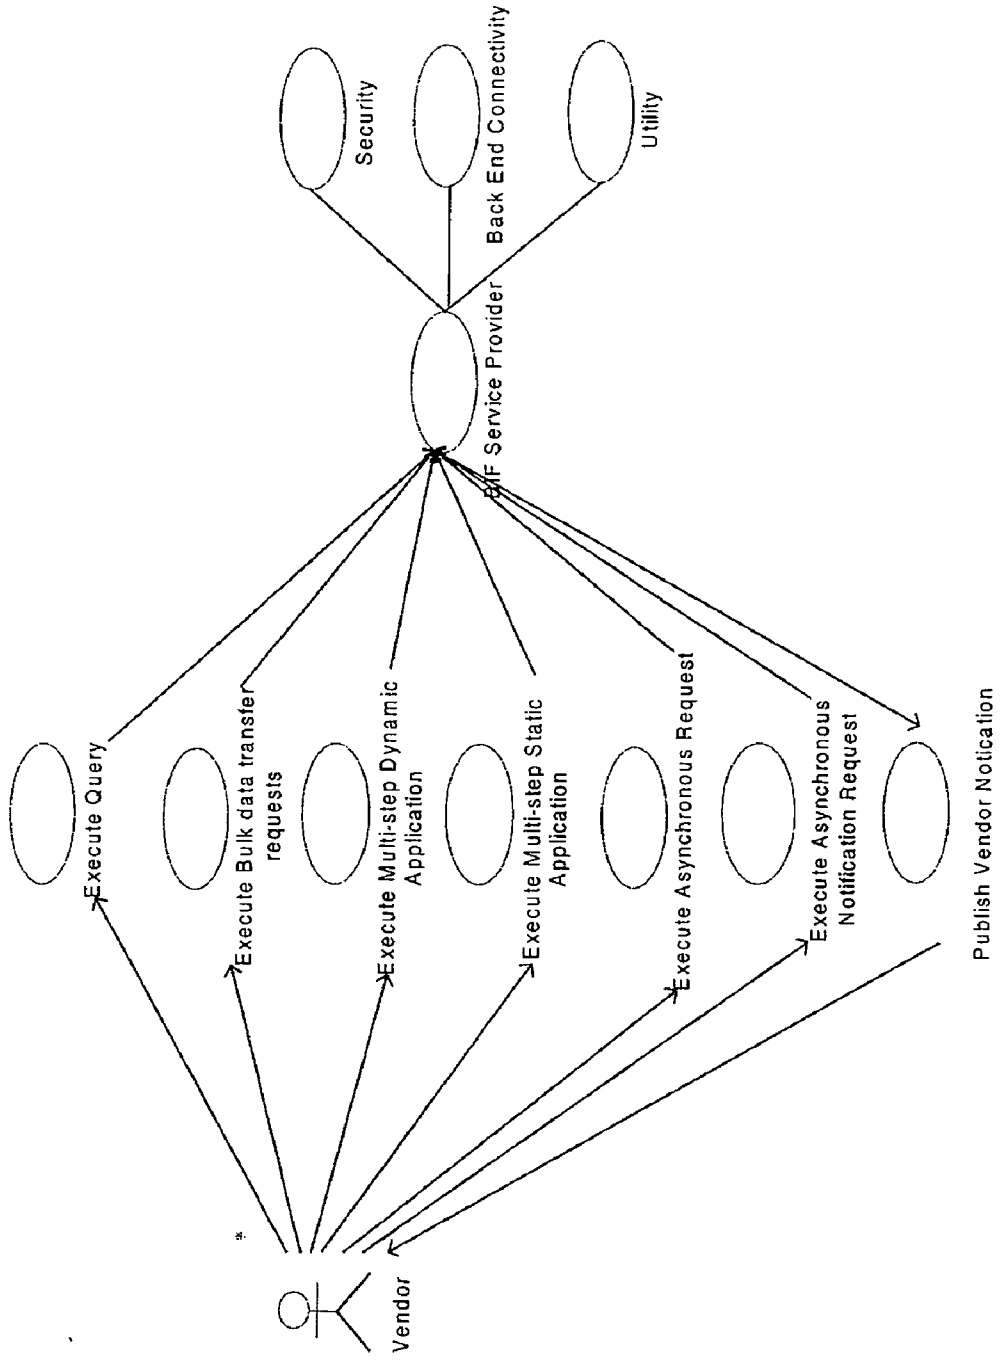 Execute Query
Execute Bulk data transfer
requests
Execute Multi-step Dynamic
Application
Execute Multi-step Static
Application
Execute Asynchronous Request
Execute Asynchronous
Notification Request
Publish Vendor Notication
Vendor
*
BIF Service Provider
Security
Back End Connectivity
Utility